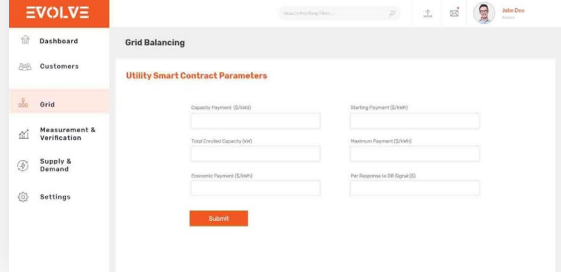 EVOLVE
John Doe
Dashboard
Grid Balancing
Customers
Utility Smart Contract Parameters
Grid
Capacity Payment ($/kW)
Starting Payment ($/kWh)
Measurement &
Verification
Total Enrolled Capacity (kW)
Maximum Payment ($/kWh)
Supply &
Demand
Economic Payment ($/kWh)
Per Response to DR Signal ($)
Settings
Submit